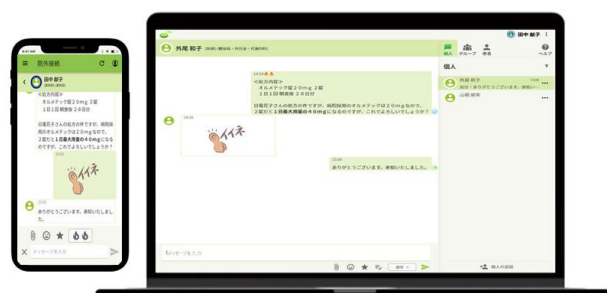 院外接続
田中 献子
<処方内容>
オルメテック錠20mg 2錠
1日1回朝食後 28日分
日電花子さんの処方の件ですが、病院採
用のオルメテックは20mgなので、
2錠だと1日最大用量の40mgになる
のですが、これでよろしいでしょうか？
イイネ
ありがとうございます。承知いたしまし
た。
メッセージを入力
田中 献子
外尾 和子
個人
グループ
患者
ヘルプ
個人
<処方内容>
オルメテック錠20mg 2錠
1日1回朝食後 28日分
日電花子さんの処方の件ですが、病院採用のオルメテックは20mgなので、
2錠だと1日最大用量の40mgになるのですが、これでよろしいでしょうか？
イイネ
ありがとうございます。承知いたしました。
メッセージを入力
個人の追加